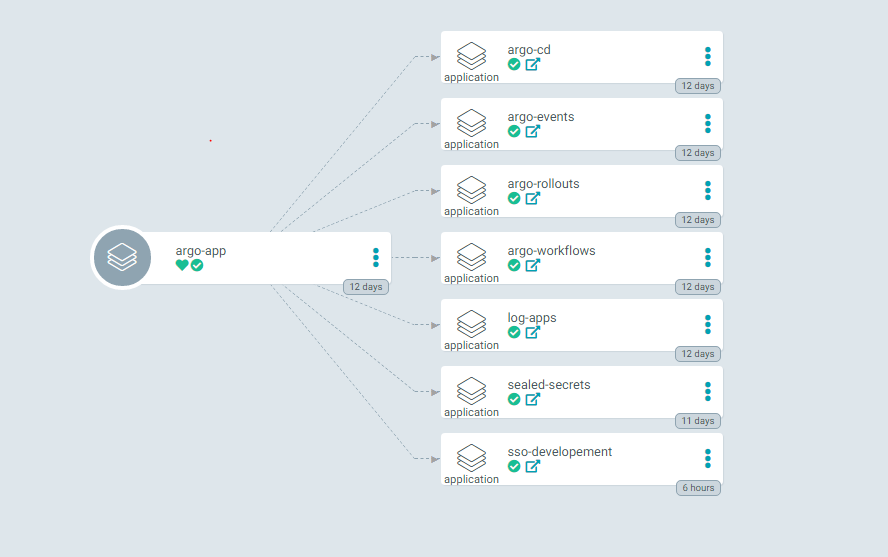 argo-cd
application
12 days
argo-events
application
12 days
argo-rollouts
application
12 days
argo-app
12 days
argo-workflows
application
12 days
log-apps
application
12 days
sealed-secrets
application
11 days
sso-developement
application
6 hours